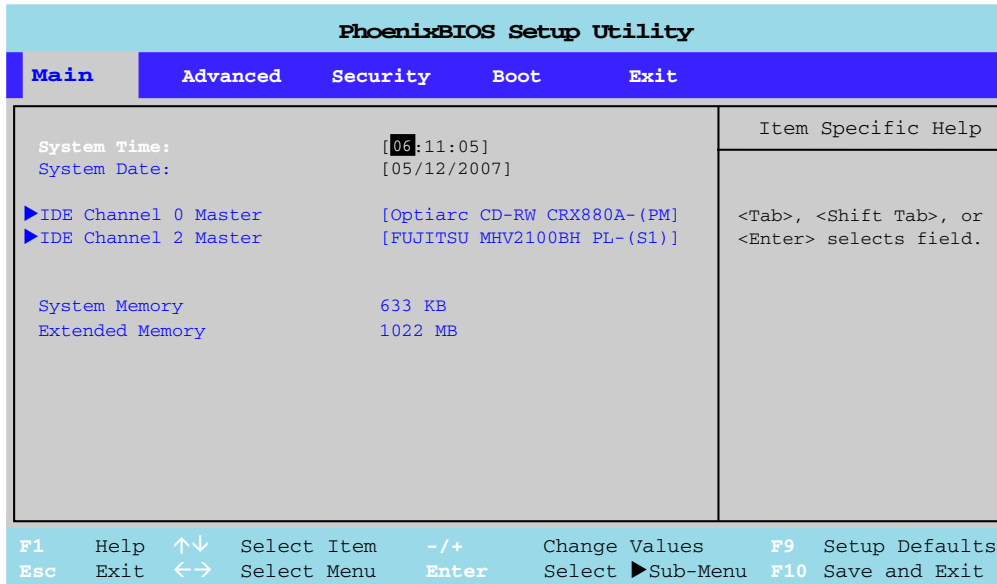 PhoenixBIOS Setup Utility
Main Advanced Security Boot Exit
Item Specific Help
System Time: [06:11:05]
System Date: [05/12/2007]
▶IDE Channel 0 Master [Optiarc CD-RW CRX880A-(PM]
▶IDE Channel 2 Master [FUJITSU MHV2100BH PL-(S1)]
<Tab>, <Shift Tab>, or
<Enter> selects field.
System Memory 633 KB
Extended Memory 1022 MB
F1 Help ↑↓ Select Item -/+ Change Values F9 Setup Defaults
Esc Exit ←→ Select Menu Enter Select ▶Sub-Menu F10 Save and Exit